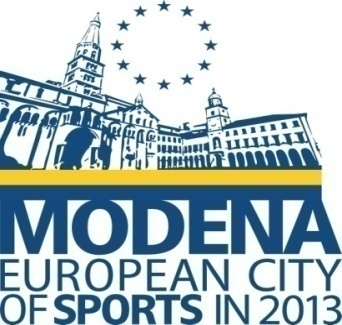 MODENA
EUROPEAN CITY
OF SPORTS IN 2013